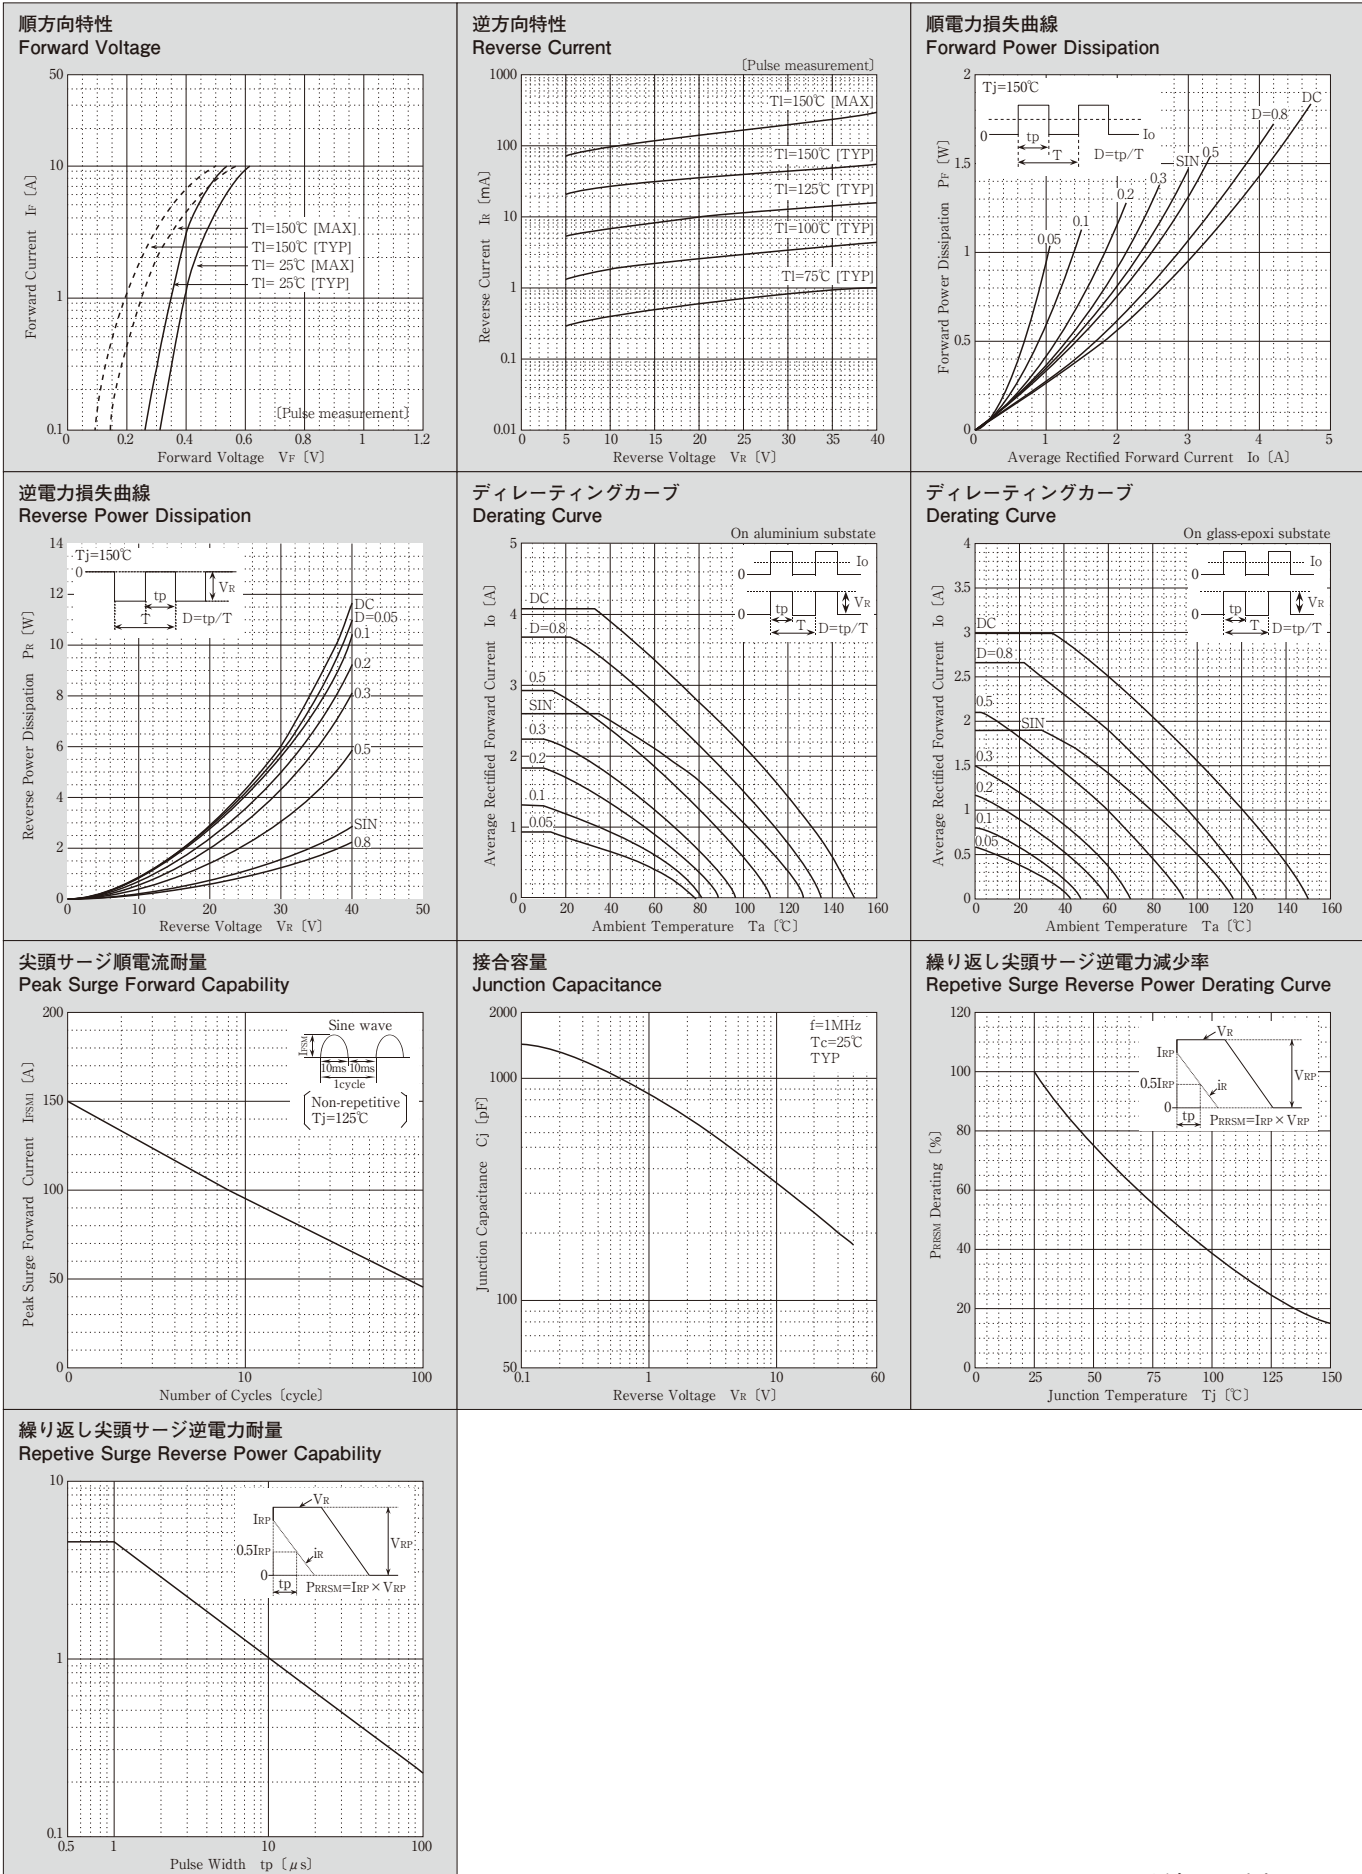 順方向特性
Forward Voltage
50
10
1
0.1
0
0.2
0.4
0.6
0.8
1
1.2
Forward Current IF 〔A〕
Tl=150℃ [MAX]
Tl=150℃ [TYP]
Tl= 25℃ [MAX]
Tl= 25℃ [TYP]
〔Pulse measurement〕
Forward Voltage VF 〔V〕
逆方向特性
Reverse Current
〔Pulse measurement〕
1000
100
10
1
0.1
0.01
0
5
10
15
20
25
30
35
40
Reverse Current IR 〔mA〕
Tl=150℃ [MAX]
Tl=150℃ [TYP]
Tl=125℃ [TYP]
Tl=100℃ [TYP]
Tl=75℃ [TYP]
Reverse Voltage VR 〔V〕
順電力損失曲線
Forward Power Dissipation
2
1.5
1
0.5
0
0
1
2
3
4
5
Forward Power Dissipation PF 〔W〕
Tj=150℃
0
Io
tp
T
D=tp/T
DC
D=0.8
0.5
SIN
0.3
0.2
0.1
0.05
Average Rectified Forward Current Io 〔A〕
逆電力損失曲線
Reverse Power Dissipation
14
12
10
8
6
4
2
0
0
10
20
30
40
50
Reverse Power Dissipation PR 〔W〕
Tj=150℃
0
VR
tp
T
D=tp/T
DC
D=0.05
0.1
0.2
0.3
0.5
SIN
0.8
Reverse Voltage VR 〔V〕
ディレーティングカーブ
Derating Curve
On aluminium substate
5
4
3
2
1
0
0
20
40
60
80
100
120
140
160
Average Rectified Forward Current Io 〔A〕
0
Io
0
VR
tp
T
D=tp/T
DC
D=0.8
0.5
SIN
0.3
0.2
0.1
0.05
Ambient Temperature Ta 〔℃〕
ディレーティングカーブ
Derating Curve
On glass-epoxi substate
4
3.5
3
2.5
2
1.5
1
0.5
0
0
20
40
60
80
100
120
140
160
Average Rectified Forward Current Io 〔A〕
0
Io
0
VR
tp
T
D=tp/T
DC
D=0.8
0.5
SIN
0.3
0.2
0.1
0.05
Ambient Temperature Ta 〔℃〕
尖頭サージ順電流耐量
Peak Surge Forward Capability
200
150
100
50
0
0
10
100
Peak Surge Forward Current IFSM1 〔A〕
Sine wave
IFSM
10ms 10ms
1cycle
Non-repetitive
Tj=125℃
Number of Cycles 〔cycle〕
接合容量
Junction Capacitance
2000
1000
100
50
0.1
1
10
60
Junction Capacitance Cj 〔pF〕
f=1MHz
Tc=25℃
TYP
Reverse Voltage VR 〔V〕
繰り返し尖頭サージ逆電力減少率
Repetive Surge Reverse Power Derating Curve
120
100
80
60
40
20
0
0
25
50
75
100
125
150
PRRSM Derating 〔%〕
VR
IRP
0.5IRP
0
iR
VRP
tp
PRRSM=IRP×VRP
Junction Temperature Tj 〔℃〕
繰り返し尖頭サージ逆電力耐量
Repetive Surge Reverse Power Capability
10
1
0.1
0.5
1
10
100
VR
IRP
0.5IRP
0
iR
VRP
tp
PRRSM=IRP×VRP
Pulse Width tp 〔μs〕